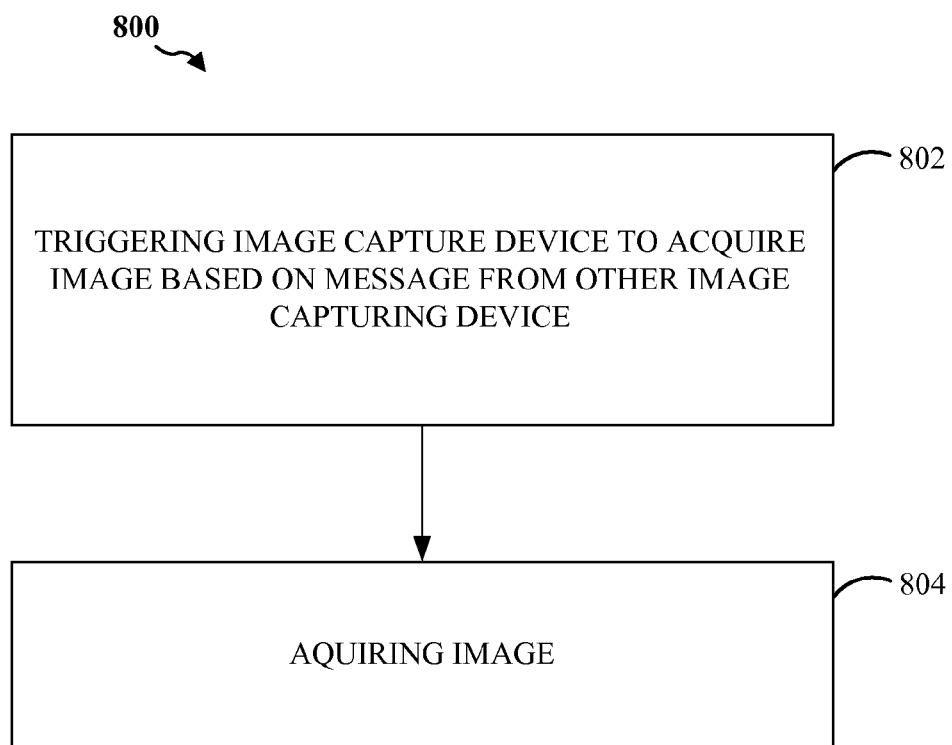 800
802
TRIGGERING IMAGE CAPTURE DEVICE TO ACQUIRE
IMAGE BASED ON MESSAGE FROM OTHER IMAGE
CAPTURING DEVICE
804
AQUIRING IMAGE